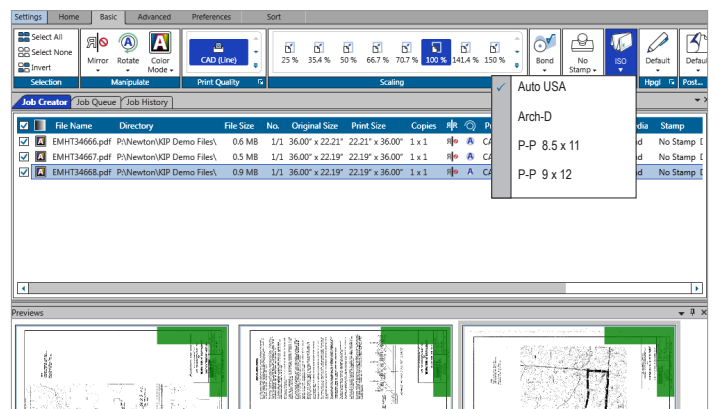 Settings Home Basic Advanced Preferences Sort
Select All
Select None
Invert
Mirror Rotate Color Mode
CAD (Line)
25 % 35.4 % 50 % 66.7 % 70.7 % 100 % 141.4 % 150 %
Bond No Stamp ISO Default Defau
Selection Manipulate Print Quality Scaling Hpgl Post...
Auto USA
Arch-D
P-P 8.5 x 11
P-P 9 x 12
Job Creator Job Queue Job History
File Name Directory File Size No. Original Size Print Size Copies P dia Stamp
EMHT34666.pdf P:\Newton\KIP Demo Files\ 0.6 MB 1/1 36.00" x 22.21" 22.21" x 36.00" 1 x 1 A CA d No Stamp D
EMHT34667.pdf P:\Newton\KIP Demo Files\ 0.5 MB 1/1 36.00" x 22.19" 22.19" x 36.00" 1 x 1 A CA d No Stamp D
EMHT34668.pdf P:\Newton\KIP Demo Files\ 0.9 MB 1/1 36.00" x 22.19" 22.19" x 36.00" 1 x 1 A CA d No Stamp D
Previews